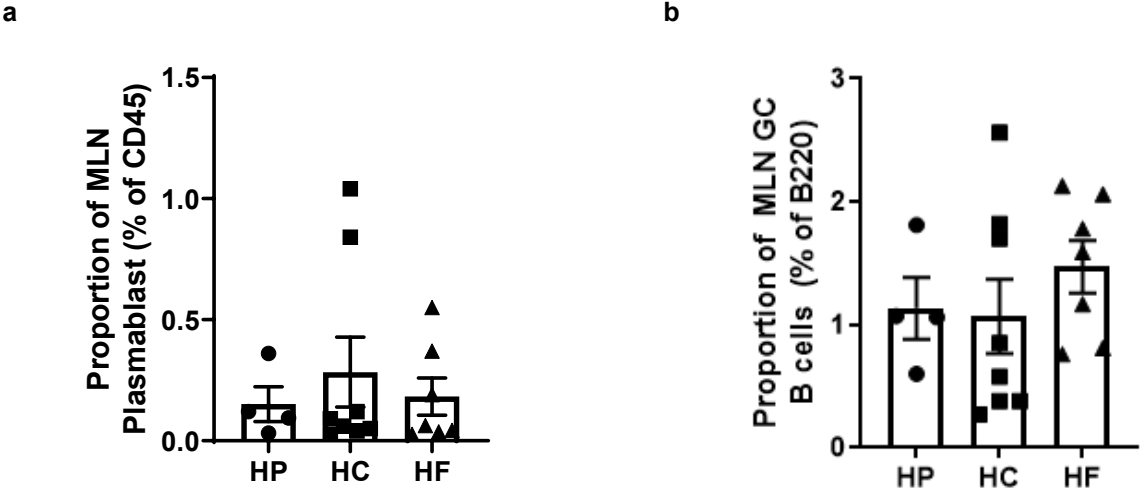 a
b
Proportion of MLN
Plasmablast (% of CD45)
1.5
1.0
0.5
0.0
HP HC HF
Proportion of MLN GC
B cells (% of B220)
3
2
1
0
HP HC HF